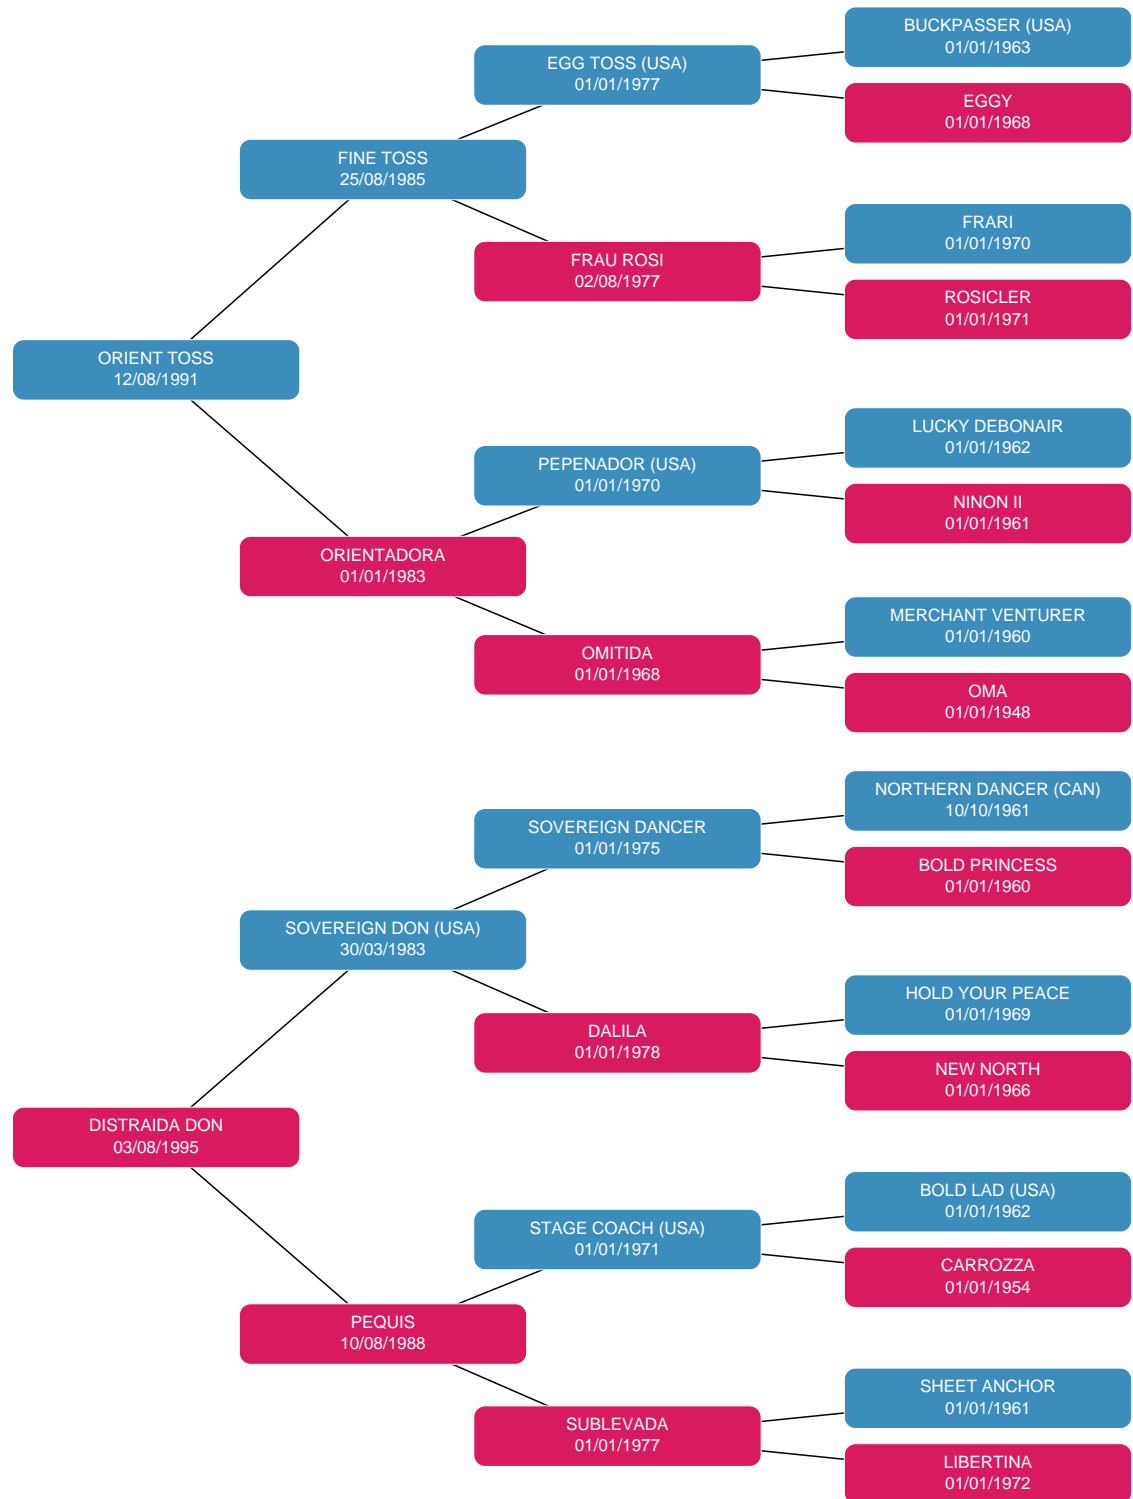 BUCKPASSER (USA)
01/01/1963
EGG TOSS (USA)
01/01/1977
EGGY
01/01/1968
FINE TOSS
25/08/1985
FRARI
01/01/1970
FRAU ROSI
02/08/1977
ROSICLER
01/01/1971
ORIENT TOSS
12/08/1991
LUCKY DEBONAIR
01/01/1962
PEPENADOR (USA)
01/01/1970
NINON II
01/01/1961
ORIENTADORA
01/01/1983
MERCHANT VENTURER
01/01/1960
OMITIDA
01/01/1968
OMA
01/01/1948
NORTHERN DANCER (CAN)
10/10/1961
SOVEREIGN DANCER
01/01/1975
BOLD PRINCESS
01/01/1960
SOVEREIGN DON (USA)
30/03/1983
HOLD YOUR PEACE
01/01/1969
DALILA
01/01/1978
NEW NORTH
01/01/1966
DISTRAIDA DON
03/08/1995
BOLD LAD (USA)
01/01/1962
STAGE COACH (USA)
01/01/1971
CARROZZA
01/01/1954
PEQUIS
10/08/1988
SHEET ANCHOR
01/01/1961
SUBLEVADA
01/01/1977
LIBERTINA
01/01/1972